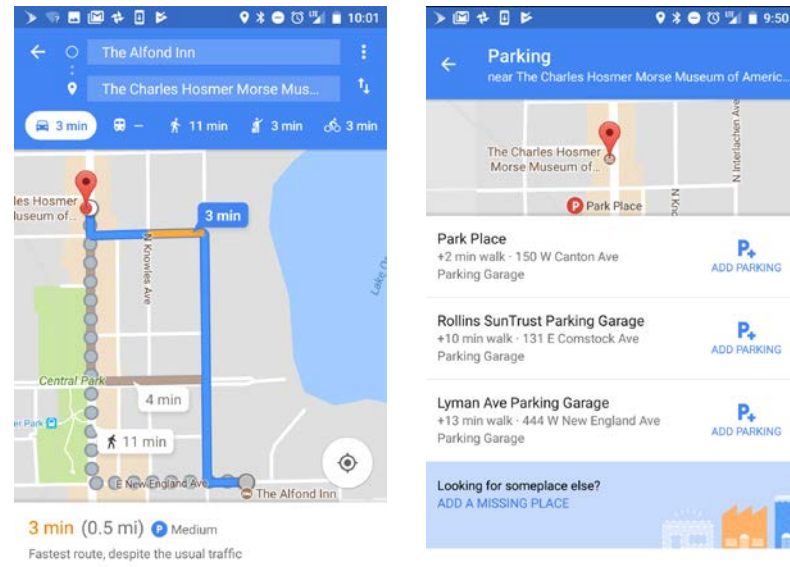 10:01
The Alfond Inn
The Charles Hosmer Morse Mus...
3 min
–
11 min
3 min
3 min
les Hosmer
useum of...
3 min
N Knowles Ave
Central Park
4 min
er Park
11 min
E New England Ave
The Alfond Inn
3 min (0.5 mi) P Medium
Fastest route, despite the usual traffic
LTE 9:50
Parking
near The Charles Hosmer Morse Museum of Americ...
The Charles Hosmer
Morse Museum of...
N Interlachen Ave
P Park Place
Park Place
+2 min walk · 150 W Canton Ave
Parking Garage
P+
ADD PARKING
Rollins SunTrust Parking Garage
+10 min walk · 131 E Comstock Ave
Parking Garage
P+
ADD PARKING
Lyman Ave Parking Garage
+13 min walk · 444 W New England Ave
Parking Garage
P+
ADD PARKING
Looking for someplace else?
ADD A MISSING PLACE